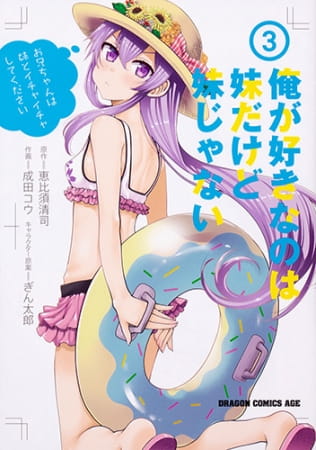 3
俺が好きなのは
妹だけど
妹じゃない
お兄ちゃんは
妹とイチャイチャ
してください
原作 恵比須清司
作画 成田コウ
キャラクター原案 ぎん太郎
DRAGON COMICS AGE